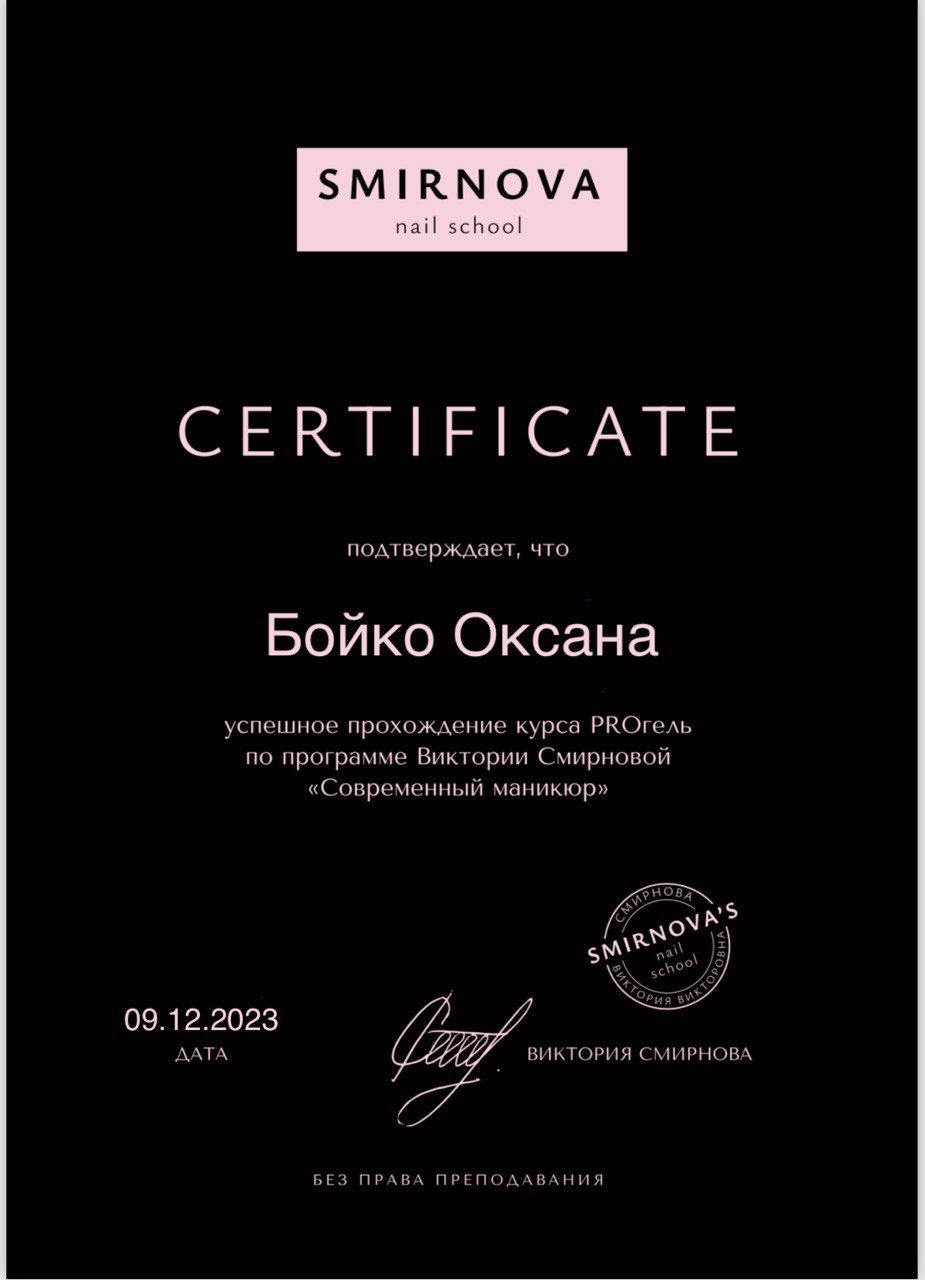 SMIRNOVA
nail school
CERTIFICATE
подтверждает, что
Бойко Оксана
успешное прохождение курса PROгель
по программе Виктории Смирновой
«Современный маникюр»
СМИРНОВА
SMIRNOVA'S
nail
school
ВИКТОРИЯ ВИКТОРОВНА
09.12.2023
ДАТА
ВИКТОРИЯ СМИРНОВА
БЕЗ ПРАВА ПРЕПОДАВАНИЯ